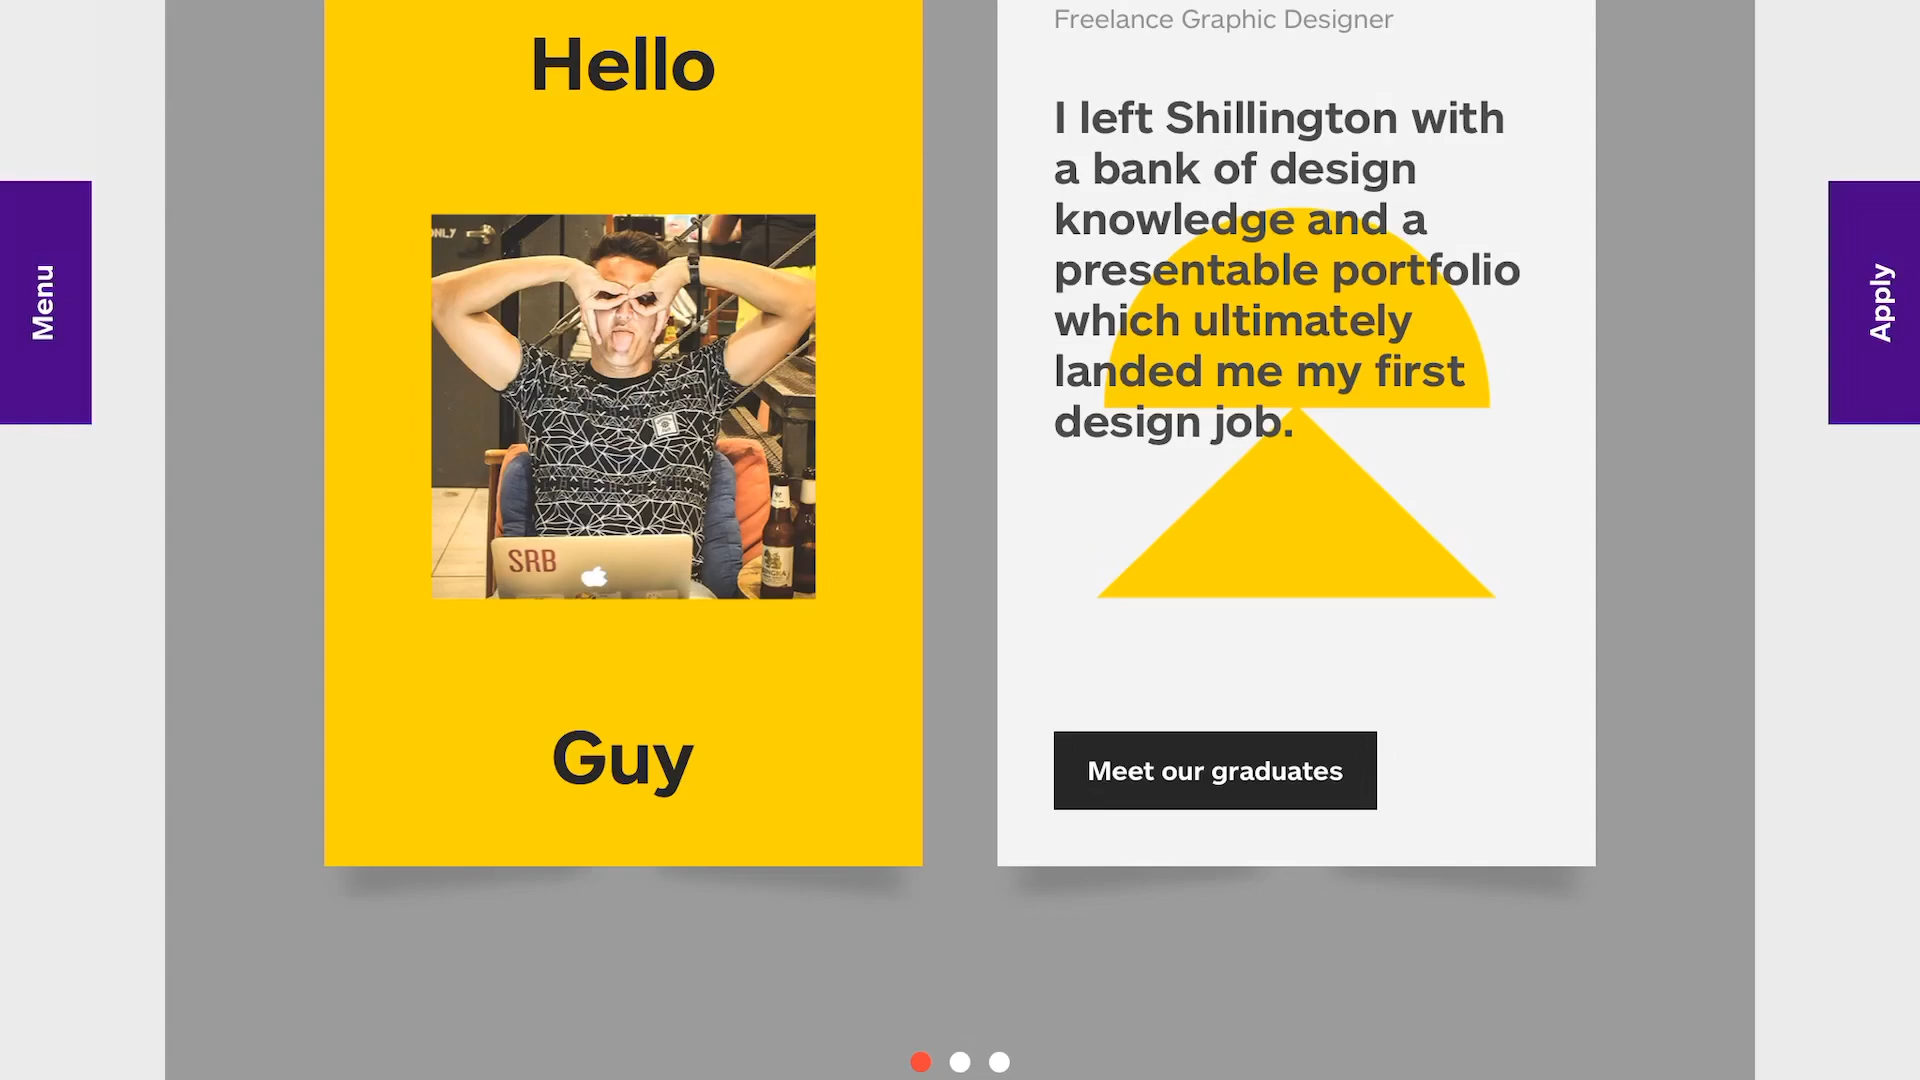 Menu
Hello
ONLY
SRB
Guy
Freelance Graphic Designer
I left Shillington with
a bank of design
knowledge and a
presentable portfolio
which ultimately
landed me my first
design job.
Meet our graduates
Apply